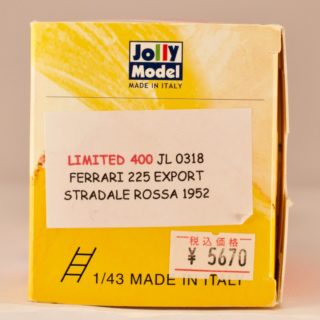 Jolly
Model
MADE IN ITALY
LIMITED 400 JL 0318
FERRARI 225 EXPORT
STRADALE ROSSA 1952
税込価格
¥ 5670
1/43 MADE IN ITALY